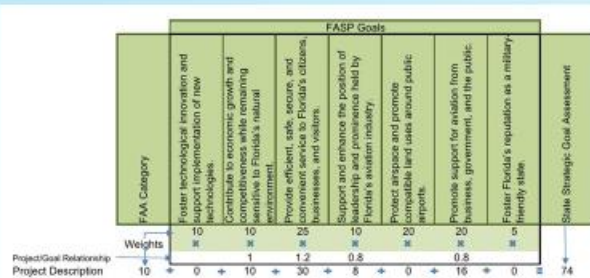 FASP Goals
FAA Category
Foster technological innovation and
support implementation of new
technologies.
Contribute to economic growth and
competitiveness while remaining
sensitive to Florida's natural
environment.
Provide efficient, safe, secure, and
convenient service to Florida's citizens,
businesses, and visitors.
Support and enhance the position of
leadership and prominence held by
Florida's aviation industry.
Protect airspace and promote
compatible land uses around public
airports.
Promote support for aviation from
business, government, and the public.
Foster Florida's reputation as a military-
friendly state.
State Strategic Goal Assessment
Weights 10 10 25 10 20 20 5
× × × × × × ×
Project/Goal Relationship 1 1.2 0.8 0.8
Project Description 10 + 0 + 10 + 30 + 8 + 0 + 16 + 0 = 74